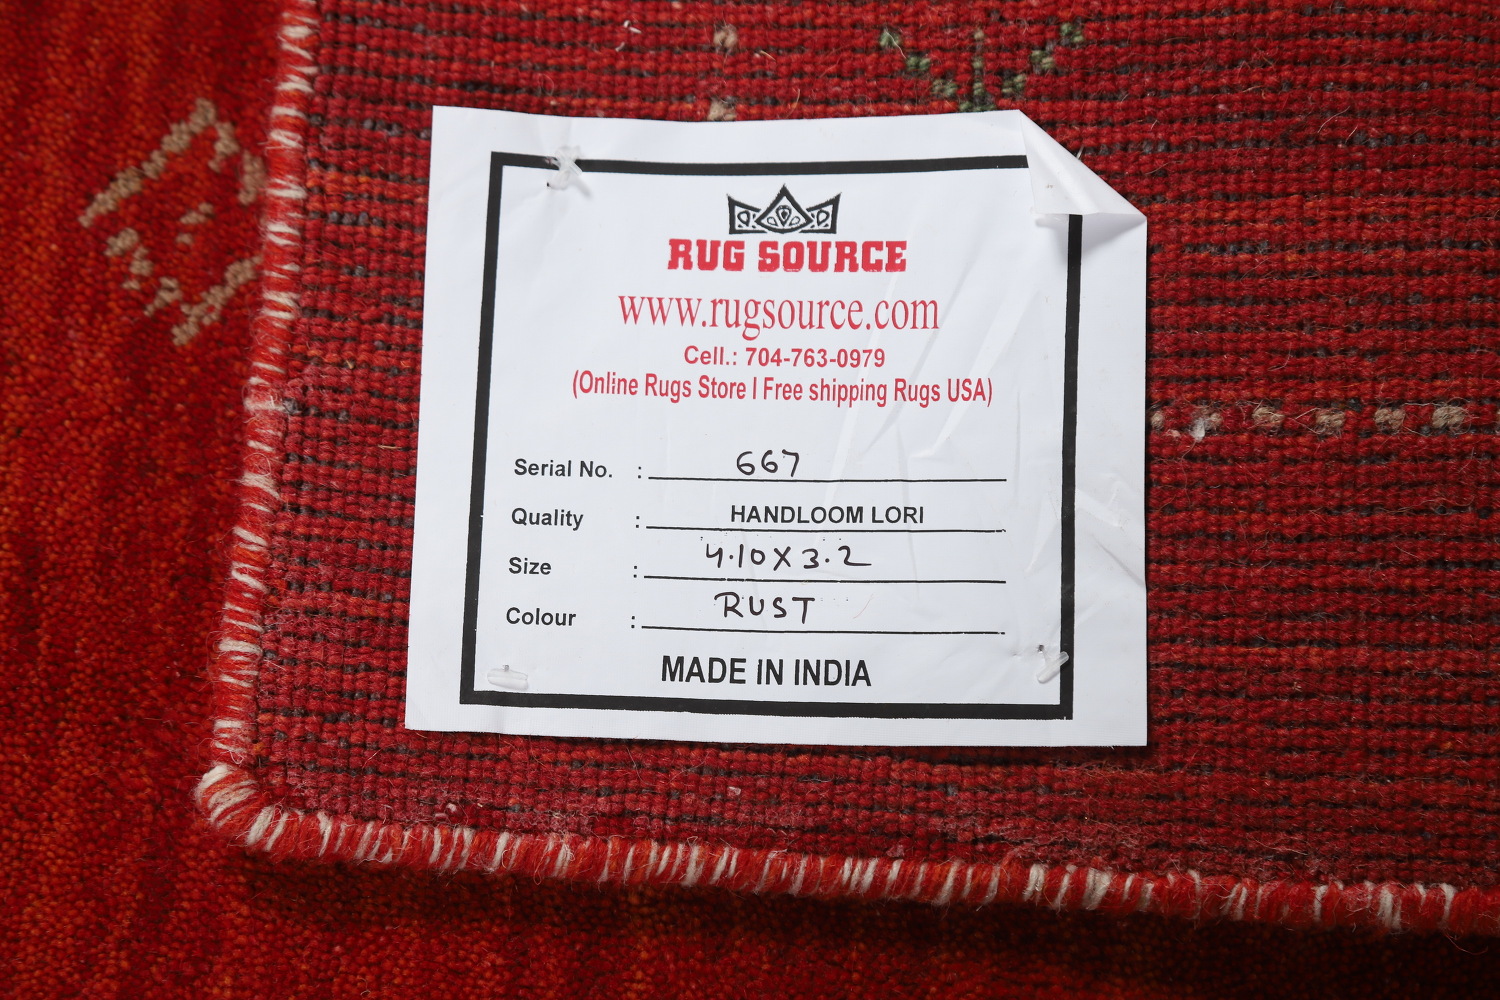 RUG SOURCE
www.rugsource.com
Cell.: 704-763-0979
(Online Rugs Store I Free shipping Rugs USA)
Serial No. : 667
Quality : HANDLOOM LORI
Size : 4.10X3.2
Colour : RUST
MADE IN INDIA